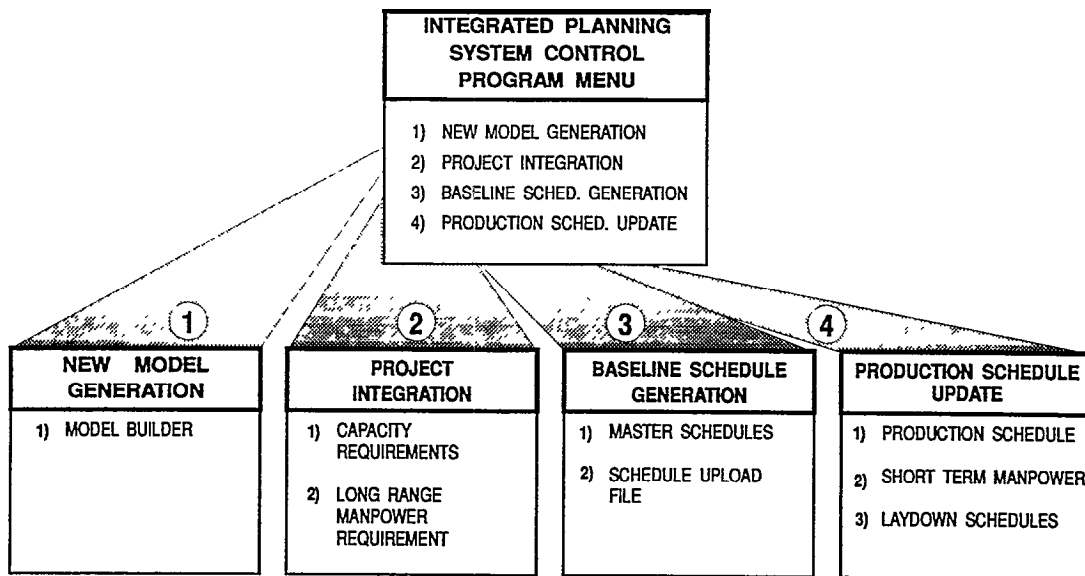 INTEGRATED PLANNING
SYSTEM CONTROL
PROGRAM MENU
1) NEW MODEL GENERATION
2) PROJECT INTEGRATION
3) BASELINE SCHED. GENERATION
4) PRODUCTION SCHED. UPDATE
1
2
3
4
NEW MODEL
GENERATION
1) MODEL BUILDER
PROJECT
INTEGRATION
1) CAPACITY
REQUIREMENTS
2) LONG RANGE
MANPOWER
REQUIREMENT
BASELINE SCHEDULE
GENERATION
1) MASTER SCHEDULES
2) SCHEDULE UPLOAD
FILE
PRODUCTION SCHEDULE
UPDATE
1) PRODUCTION SCHEDULE
2) SHORT TERM MANPOWER
3) LAYDOWN SCHEDULES